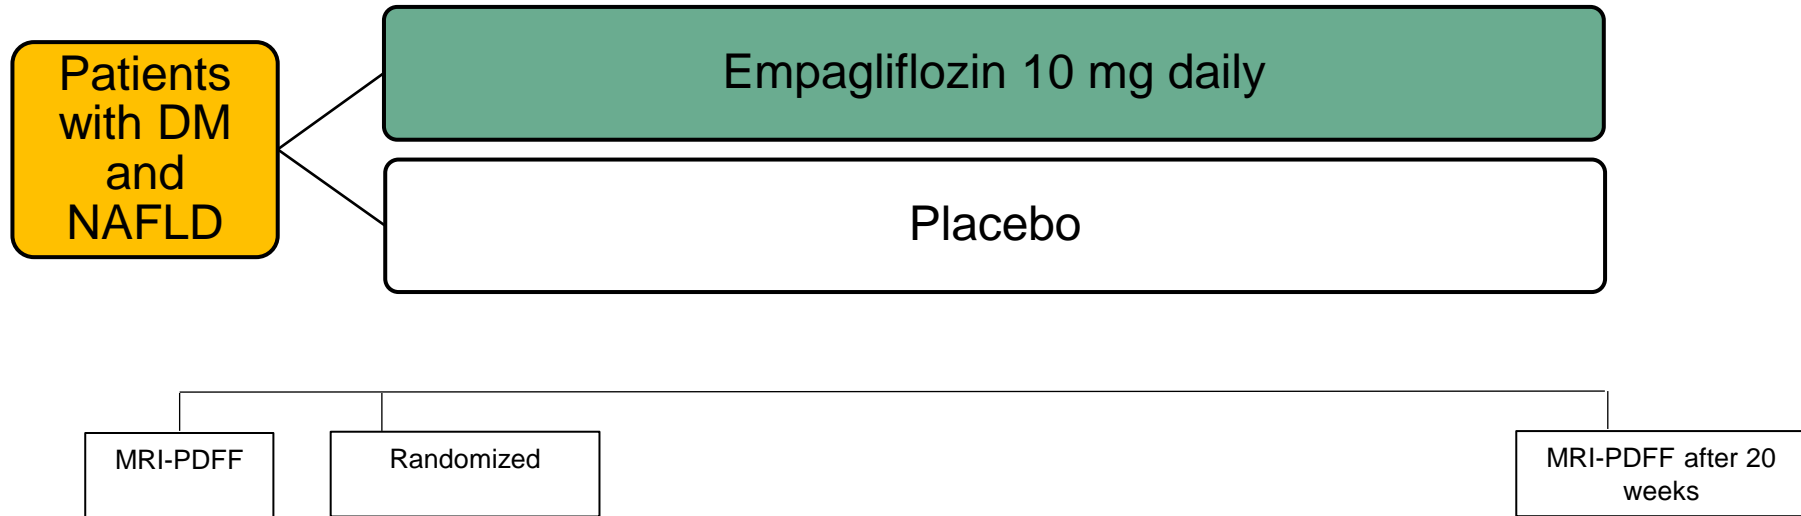 Patients
with DM
and
NAFLD
Empagliflozin 10 mg daily
Placebo
MRI-PDFF
Randomized
MRI-PDFF after 20
weeks